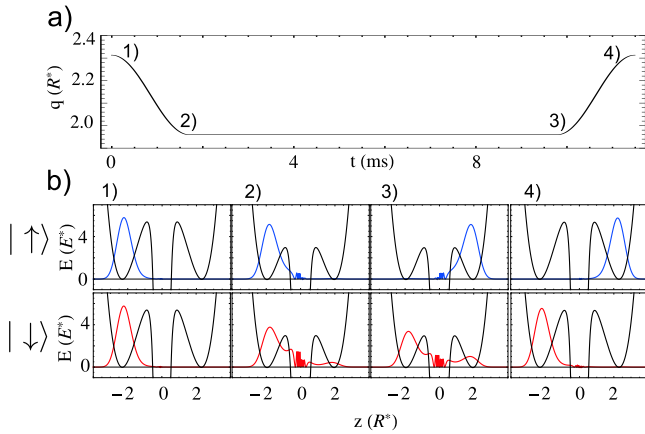 a)
q (R*)
2.4
2.2
2.0
1)
2)
3)
4)
0
4
8
t (ms)
b)
1)
2)
3)
4)
| ↑⟩
E (E*)
4
0
| ↓⟩
E (E*)
4
0
−2 0 2
−2 0 2
−2 0 2
−2 0 2
z (R*)